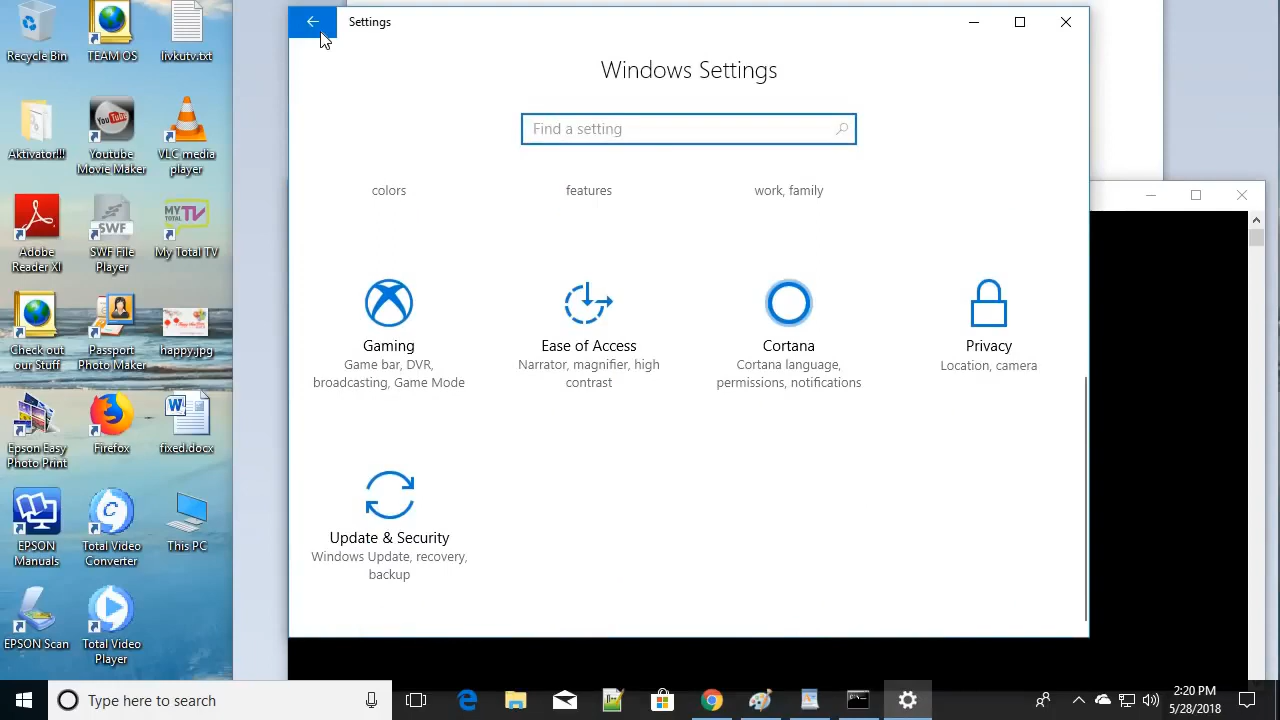 Recycle Bin
TEAM OS
livkutv.txt
Aktivator!!!
Youtube
Movie Maker
VLC media
player
Adobe
Reader XI
SWF
SWF File
Player
MY
TOTAL
TV
My Total TV
Check out
our Stuff
Passport
Photo Maker
happy.jpg
Epson Easy
Photo Print
Firefox
fixed.docx
EPSON
Manuals
Total Video
Converter
This PC
EPSON Scan
Total Video
Player
Settings
Windows Settings
Find a setting
colors
features
work, family
Gaming
Game bar, DVR,
broadcasting, Game Mode
Ease of Access
Narrator, magnifier, high
contrast
Cortana
Cortana language,
permissions, notifications
Privacy
Location, camera
Update & Security
Windows Update, recovery,
backup
Type here to search
2:20 PM
5/28/2018